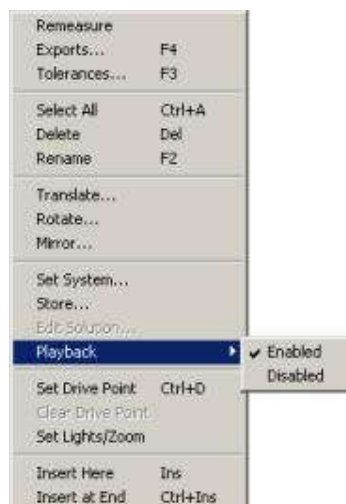 Remeasure
Exports... F4
Tolerances... F3
Select All Ctrl+A
Delete Del
Rename F2
Translate...
Rotate...
Mirror...
Set System...
Store...
Edit Solution...
Playback
Enabled
Disabled
Set Drive Point Ctrl+D
Clear Drive Point
Set Lights/Zoom
Insert Here Ins
Insert at End Ctrl+Ins